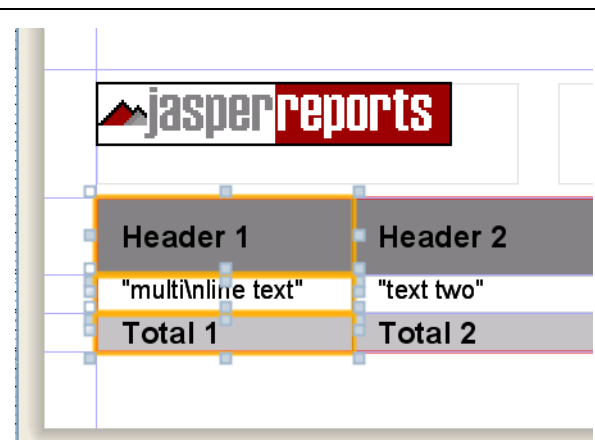 jasperreports
Header 1 Header 2
"multi\nline text" "text two"
Total 1 Total 2